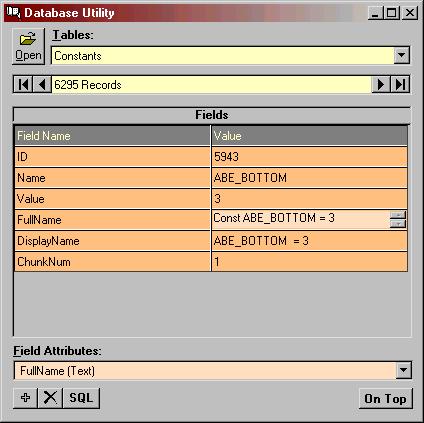 Database Utility
Tables:
Open
Constants
6295 Records
Fields
Field Name Value
ID 5943
Name ABE_BOTTOM
Value 3
FullName Const ABE_BOTTOM = 3
DisplayName ABE_BOTTOM = 3
ChunkNum 1
Field Attributes:
FullName (Text)
SQL On Top